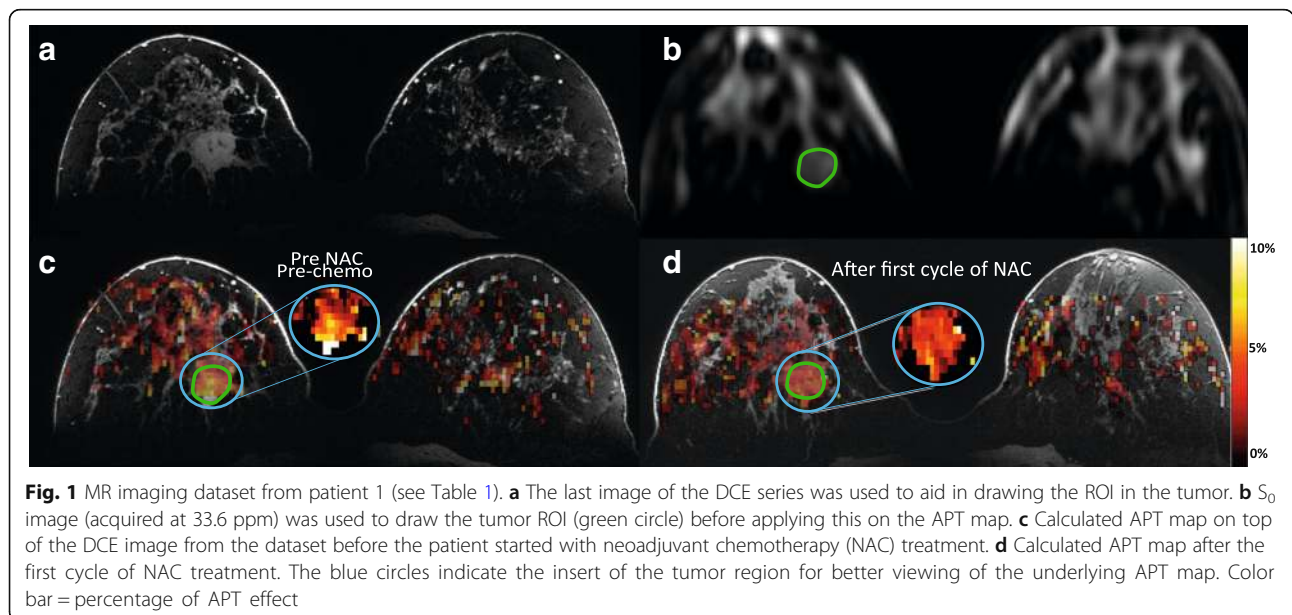 a
b
c
Pre NAC
Pre-chemo
d
After first cycle of NAC
10%
5%
0%
Fig. 1 MR imaging dataset from patient 1 (see Table 1). a The last image of the DCE series was used to aid in drawing the ROI in the tumor. b S₀
image (acquired at 33.6 ppm) was used to draw the tumor ROI (green circle) before applying this on the APT map. c Calculated APT map on top
of the DCE image from the dataset before the patient started with neoadjuvant chemotherapy (NAC) treatment. d Calculated APT map after the
first cycle of NAC treatment. The blue circles indicate the insert of the tumor region for better viewing of the underlying APT map. Color
bar = percentage of APT effect